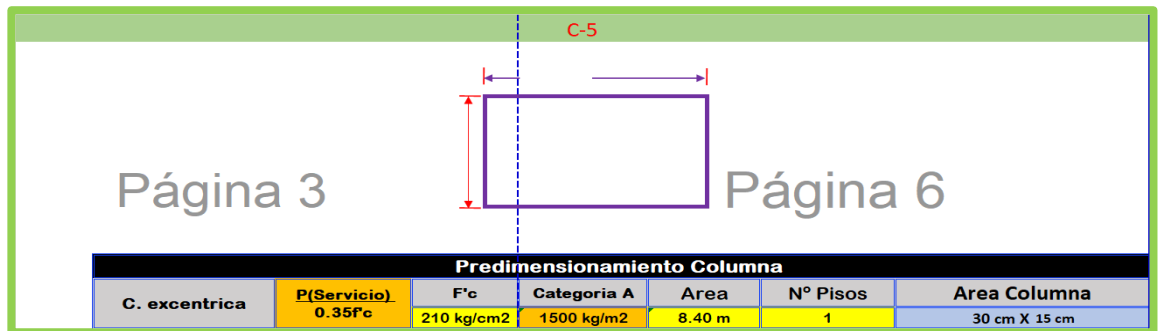 C-5
Página 3
Página 6
Predimensionamiento Columna
C. excentrica P(Servicio) 0.35f'c F'c Categoria A Area N° Pisos Area Columna
210 kg/cm2 1500 kg/m2 8.40 m 1 30 cm X 15 cm